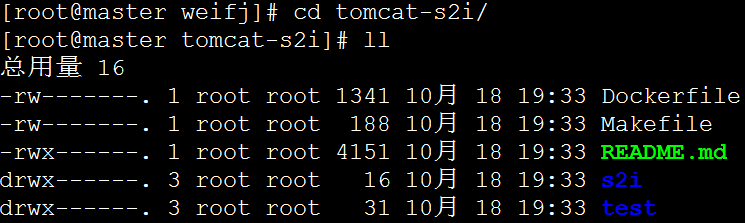 [root@master weifj]# cd tomcat-s2i/
[root@master tomcat-s2i]# ll
总用量 16
-rw-------. 1 root root 1341 10月 18 19:33 Dockerfile
-rw-------. 1 root root  188 10月 18 19:33 Makefile
-rwx------. 1 root root 4151 10月 18 19:33 README.md
drwx------. 3 root root   16 10月 18 19:33 s2i
drwx------. 3 root root   31 10月 18 19:33 test